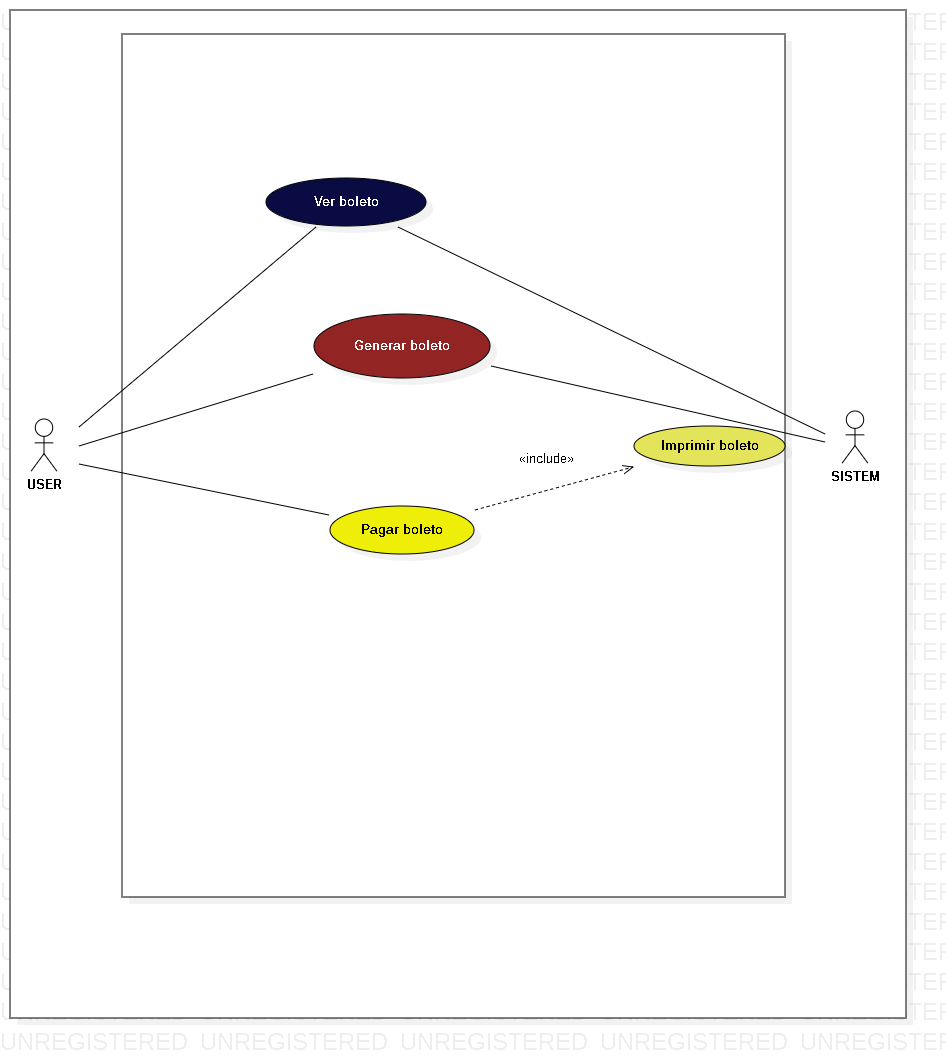 Ver boleto
Generar boleto
Imprimir boleto
«include»
SISTEM
USER
Pagar boleto
UNREGISTERED UNREGISTERED UNREGISTERED UNREGISTERED UNREGISTERED